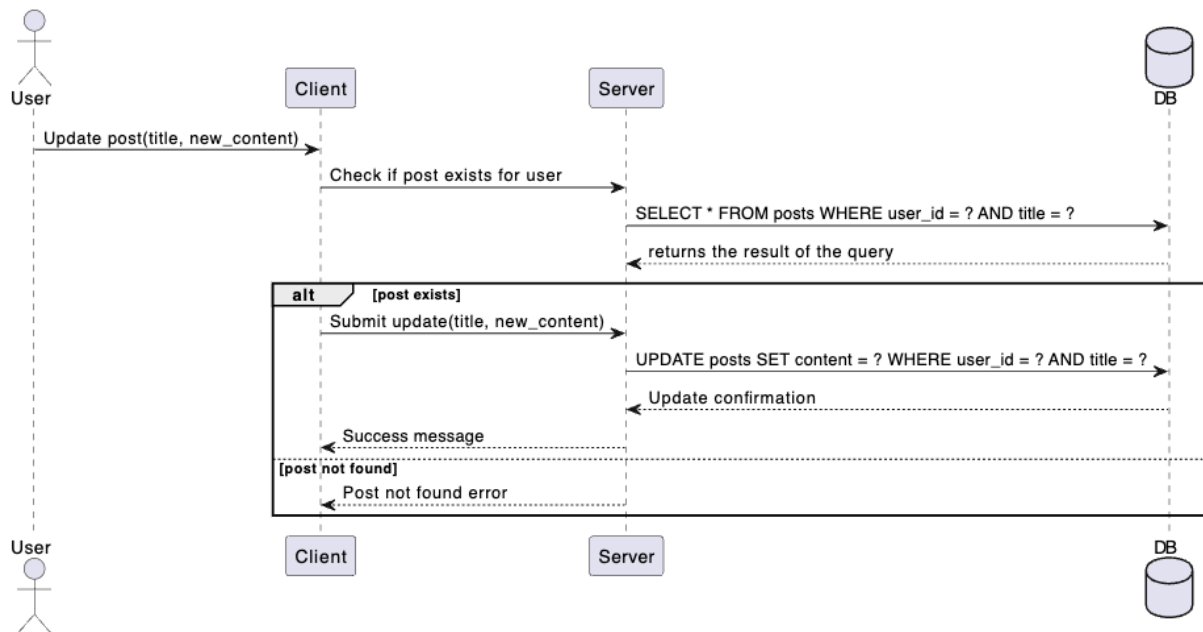 User
Client
Server
DB
Update post(title, new_content)
Check if post exists for user
SELECT * FROM posts WHERE user_id = ? AND title = ?
returns the result of the query
alt [post exists]
Submit update(title, new_content)
UPDATE posts SET content = ? WHERE user_id = ? AND title = ?
Update confirmation
Success message
[post not found]
Post not found error
User
Client
Server
DB